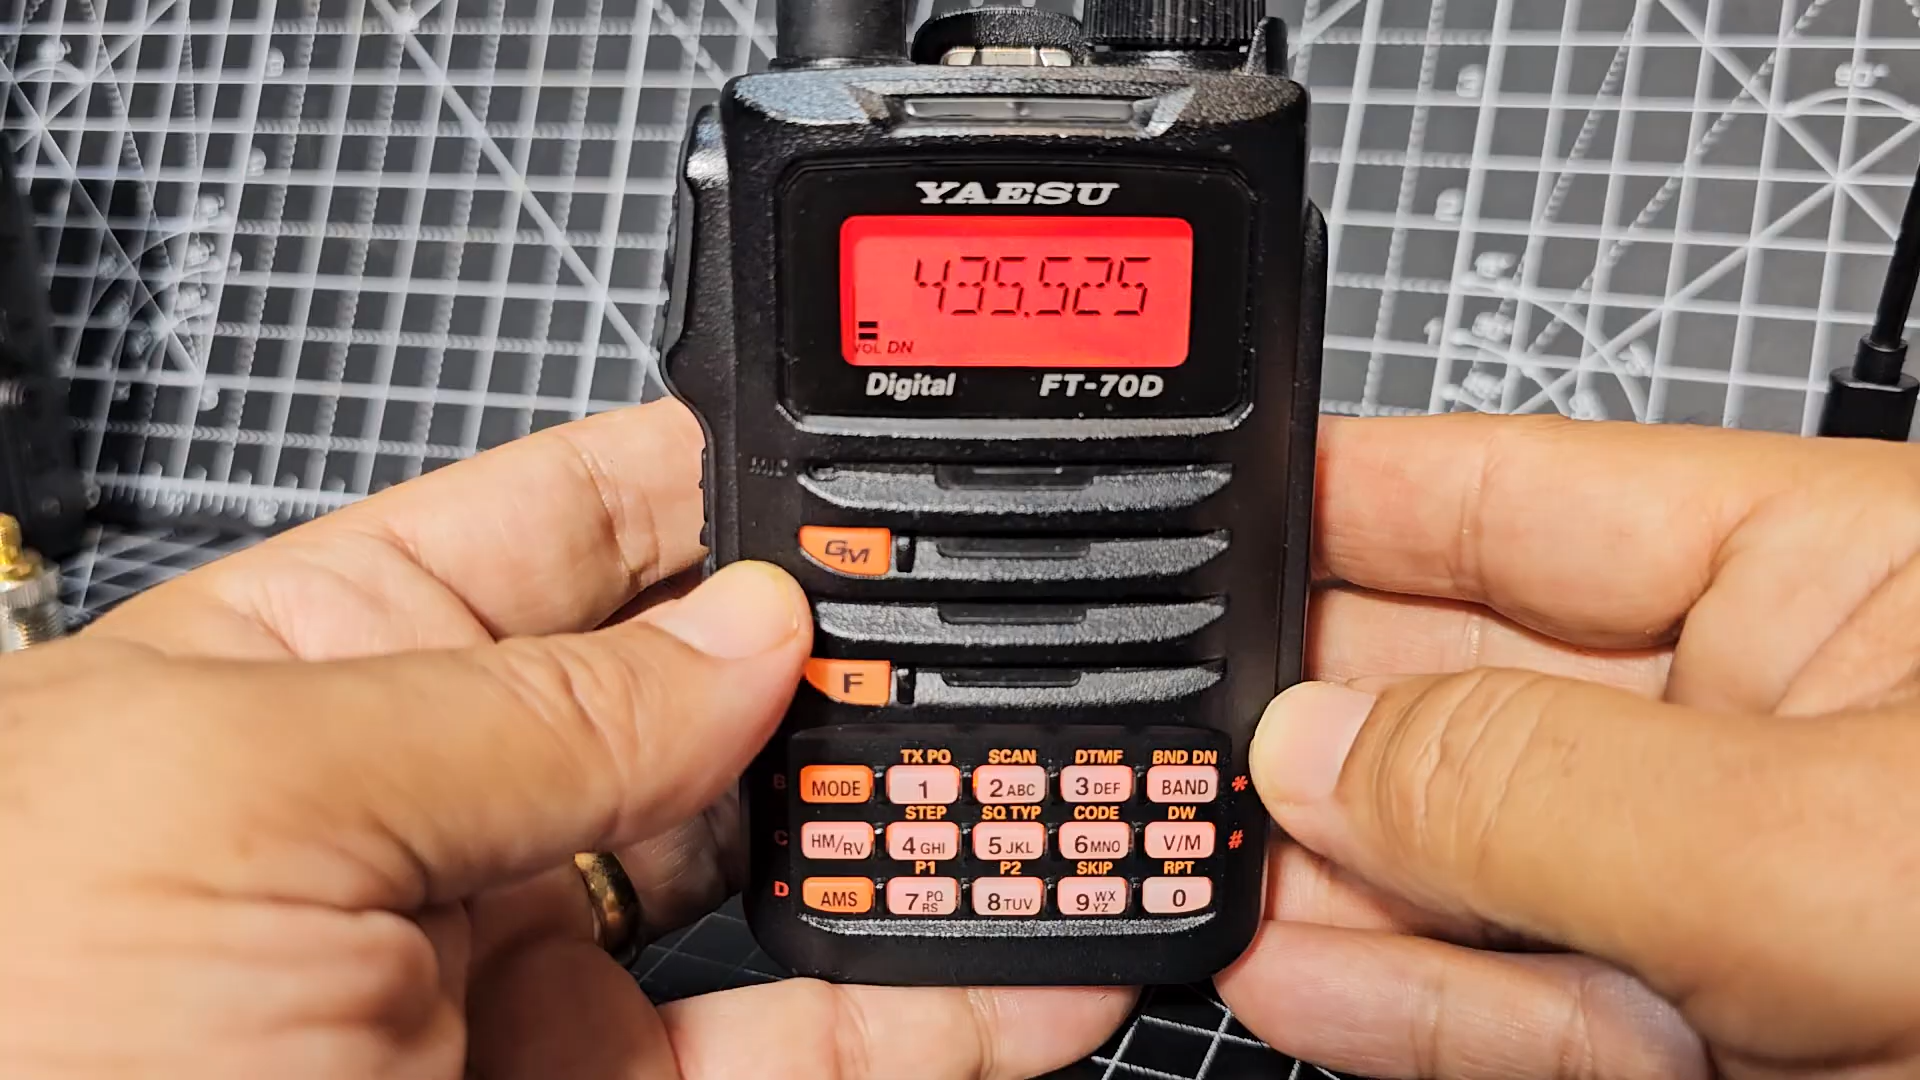 YAESU
435.525
VOL DN
Digital FT-70D
MIC
GM
F
TX PO SCAN DTMF BND DN
B MODE 1 2 ABC 3 DEF BAND *
STEP SQ TYP CODE DW
C HM/RV 4 GHI 5 JKL 6 MNO V/M #
P1 P2 SKIP RPT
D AMS 7 PQRS 8 TUV 9 WXYZ 0